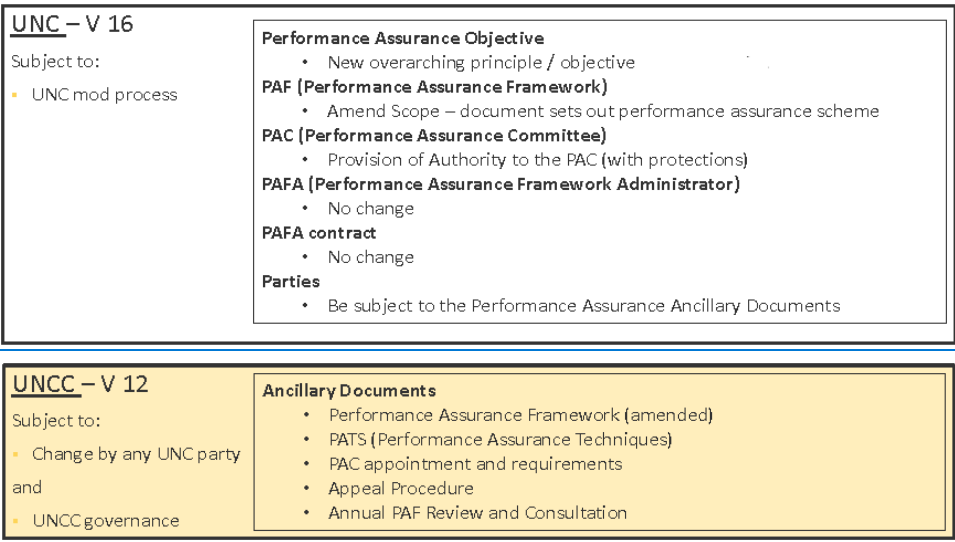 UNC – V 16
Subject to:
▪ UNC mod process
Performance Assurance Objective
• New overarching principle / objective
PAF (Performance Assurance Framework)
• Amend Scope – document sets out performance assurance scheme
PAC (Performance Assurance Committee)
• Provision of Authority to the PAC (with protections)
PAFA (Performance Assurance Framework Administrator)
• No change
PAFA contract
• No change
Parties
• Be subject to the Performance Assurance Ancillary Documents
UNCC – V 12
Subject to:
▪ Change by any UNC party
and
▪ UNCC governance
Ancillary Documents
• Performance Assurance Framework (amended)
• PATS (Performance Assurance Techniques)
• PAC appointment and requirements
• Appeal Procedure
• Annual PAF Review and Consultation